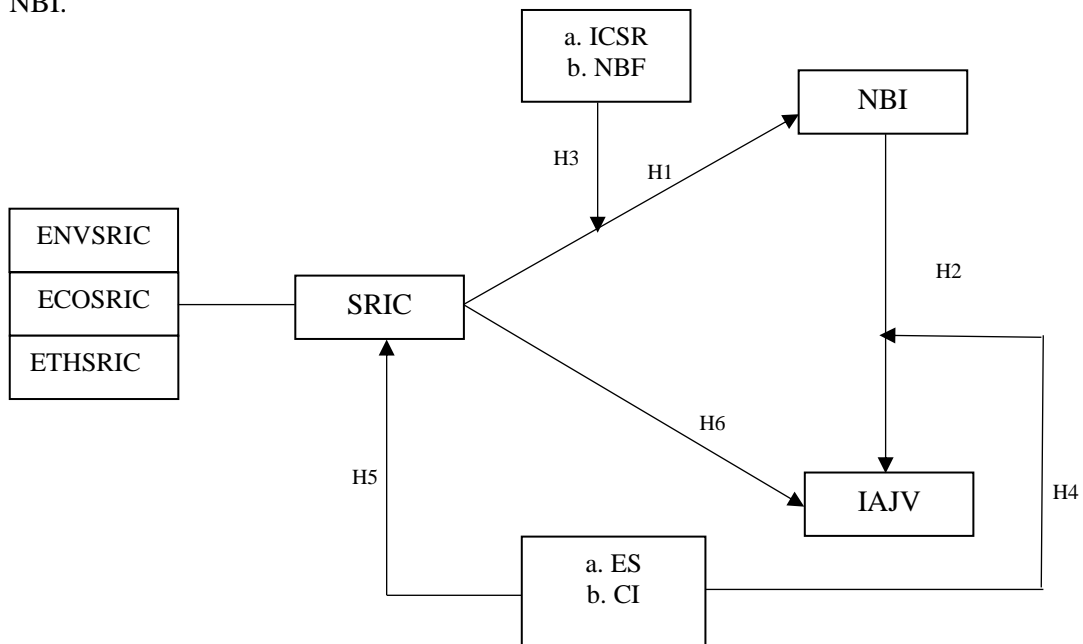 NBI.
a. ICSR
b. NBF
NBI
H3
H1
ENVSRIC
ECOSRIC
ETHSRIC
SRIC
H2
H6
H5
IAJV
H4
a. ES
b. CI